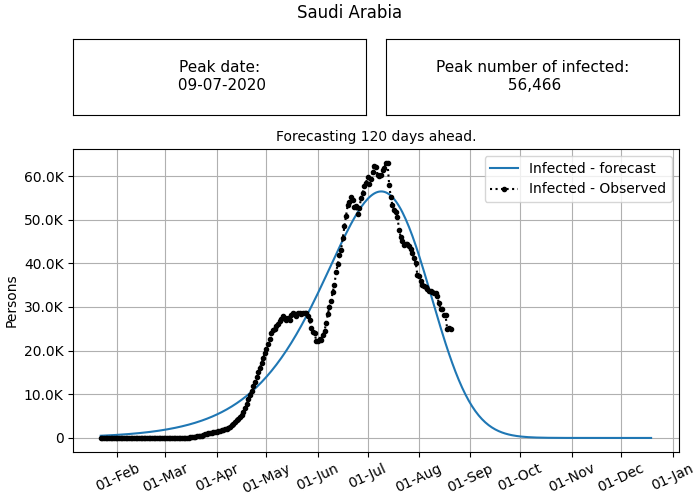 Saudi Arabia
Peak date:
09-07-2020
Peak number of infected:
56,466
Forecasting 120 days ahead.
Infected - forecast
Infected - Observed
Persons
60.0K
50.0K
40.0K
30.0K
20.0K
10.0K
0
01-Feb
01-Mar
01-Apr
01-May
01-Jun
01-Jul
01-Aug
01-Sep
01-Oct
01-Nov
01-Dec
01-Jan